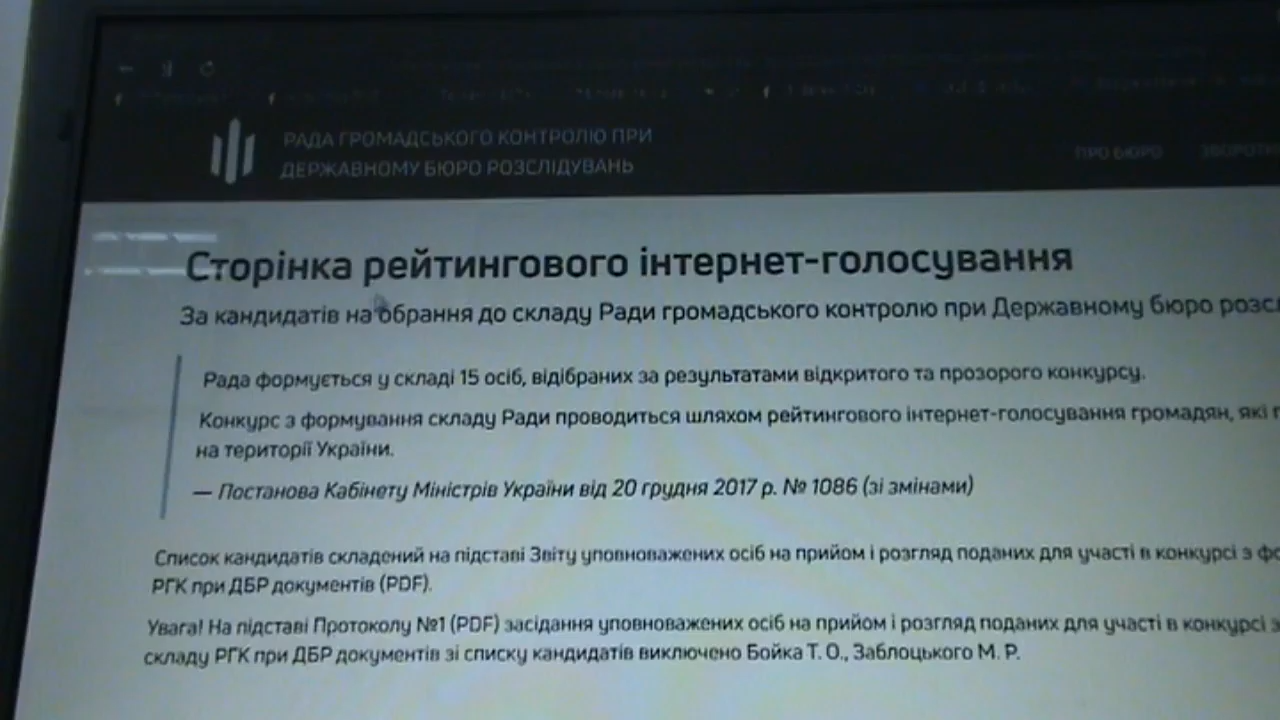 РАДА ГРОМАДСЬКОГО КОНТРОЛЮ ПРИ
ДЕРЖАВНОМУ БЮРО РОЗСЛІДУВАНЬ
ПРО БЮРО
Сторінка рейтингового інтернет-голосування
За кандидатів на обрання до складу Ради громадського контролю при Державному бюро розсл
Рада формується у складі 15 осіб, відібраних за результатами відкритого та прозорого конкурсу.
Конкурс з формування складу Ради проводиться шляхом рейтингового інтернет-голосування громадян, які
на території України.
— Постанова Кабінету Міністрів України від 20 грудня 2017 р. № 1086 (зі змінами)
Список кандидатів складений на підставі Звіту уповноважених осіб на прийом і розгляд поданих для участі в конкурсі з
РГК при ДБР документів (PDF).
Увага! На підставі Протоколу №1 (PDF) засідання уповноважених осіб на прийом і розгляд поданих для участі в конкурсі
складу РГК при ДБР документів зі списку кандидатів виключено Бойка Т. О., Заблоцького М. Р.